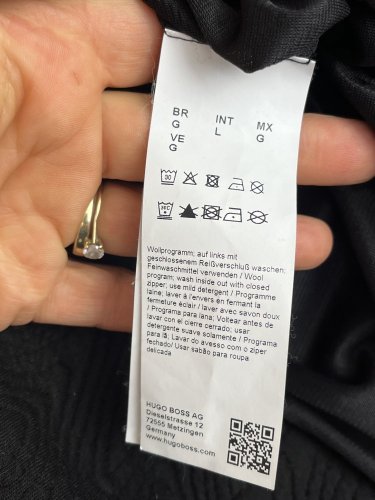 BR INT MX
G L G
VE
G
30
30°C
Wollprogramm; auf links mit
geschlossenem Reißverschluß waschen;
Feinwaschmittel verwenden / Wool
program; wash inside out with closed
zipper; use mild detergent / Programme
laine; laver à l'envers en fermant la
fermeture éclair / laver avec savon doux
/ Programa para lana; Voltear antes de
lavar con el cierre cerrado; usar
detergente suave solamente / Programa
para lã; Lavar do avesso com o ziper
fechado/ Usar sabão para roupa
delicada
HUGO BOSS AG
Dieselstrasse 12
72555 Metzingen
Germany
www.hugoboss.com